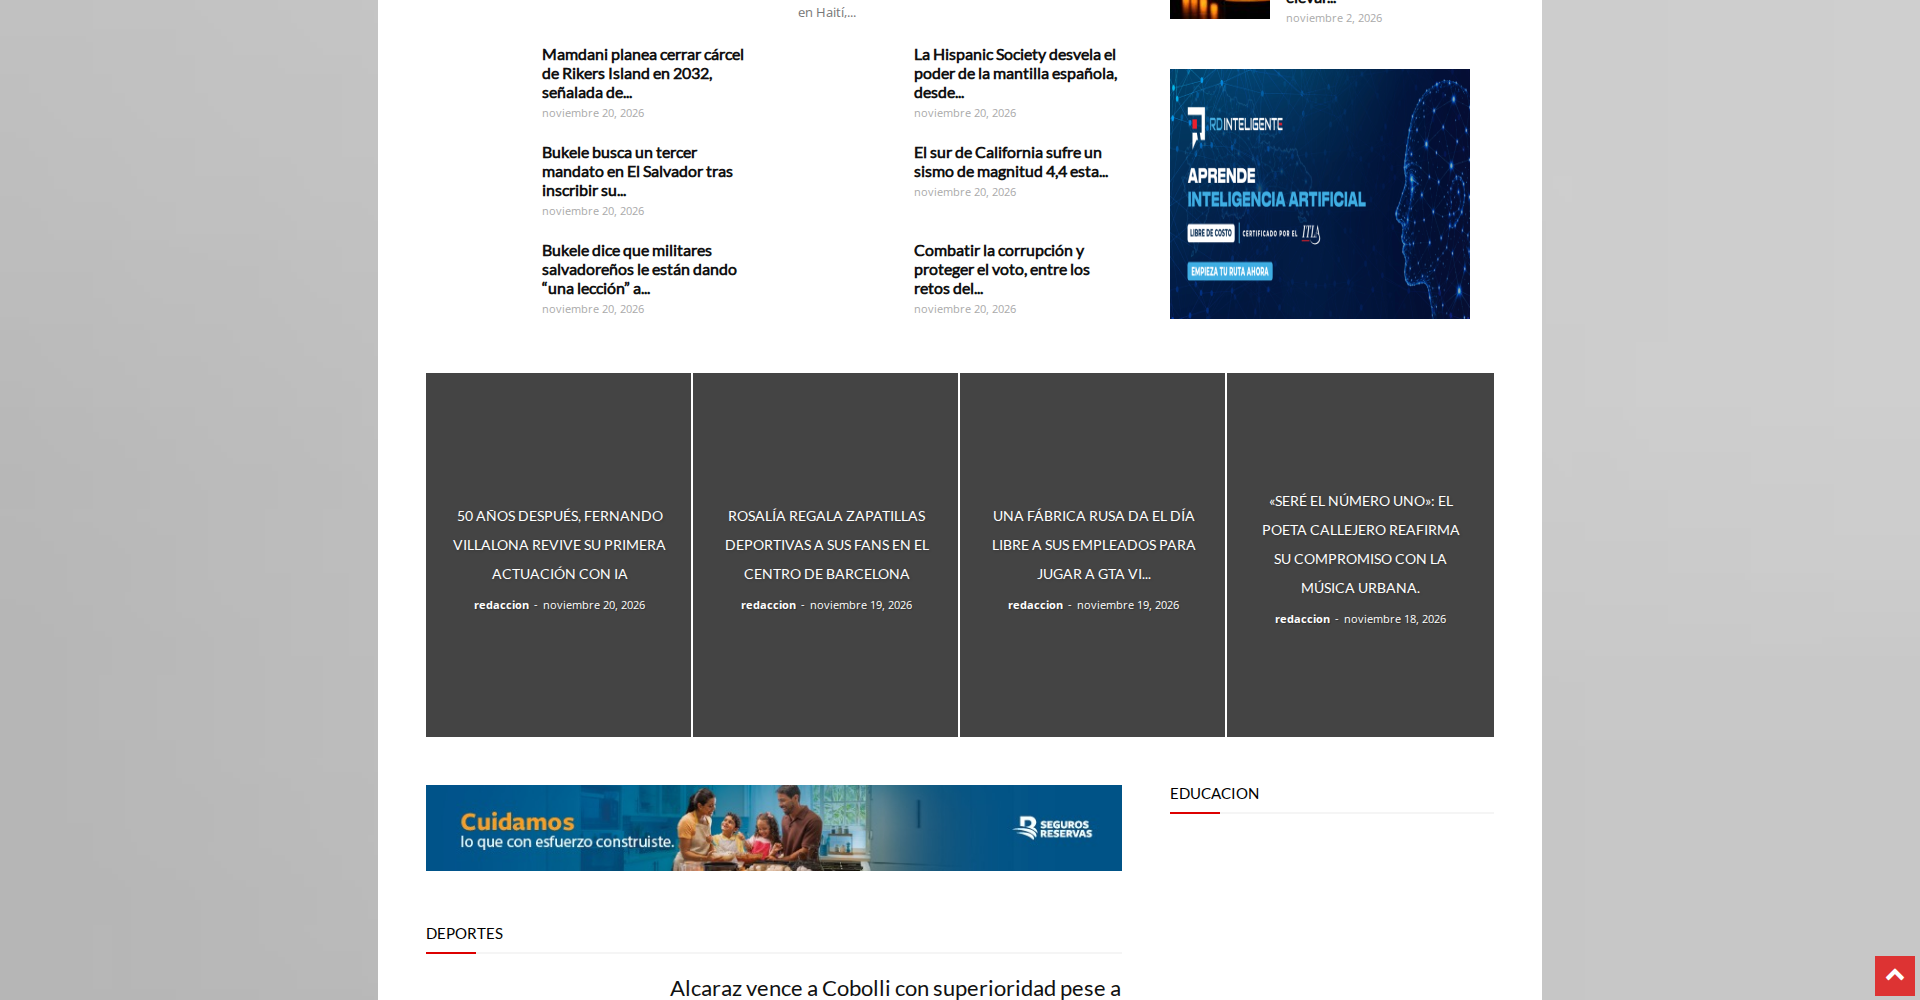 en Haití,...
elevar...
noviembre 2, 2026
Mamdani planea cerrar cárcel
de Rikers Island en 2032,
señalada de...
noviembre 20, 2026
La Hispanic Society desvela el
poder de la mantilla española,
desde...
noviembre 20, 2026
Bukele busca un tercer
mandato en El Salvador tras
inscribir su...
noviembre 20, 2026
El sur de California sufre un
sismo de magnitud 4,4 esta...
noviembre 20, 2026
Bukele dice que militares
salvadoreños le están dando
“una lección” a...
noviembre 20, 2026
Combatir la corrupción y
proteger el voto, entre los
retos del...
noviembre 20, 2026
RDINTELIGENTE
APRENDE
INTELIGENCIA ARTIFICIAL
LIBRE DE COSTO
CERTIFICADO POR EL ITLA
EMPIEZA TU RUTA AHORA
50 AÑOS DESPUÉS, FERNANDO
VILLALONA REVIVE SU PRIMERA
ACTUACIÓN CON IA
redaccion - noviembre 20, 2026
ROSALÍA REGALA ZAPATILLAS
DEPORTIVAS A SUS FANS EN EL
CENTRO DE BARCELONA
redaccion - noviembre 19, 2026
UNA FÁBRICA RUSA DA EL DÍA
LIBRE A SUS EMPLEADOS PARA
JUGAR A GTA VI...
redaccion - noviembre 19, 2026
«SERÉ EL NÚMERO UNO»: EL
POETA CALLEJERO REAFIRMA
SU COMPROMISO CON LA
MÚSICA URBANA.
redaccion - noviembre 18, 2026
Cuidamos
lo que con esfuerzo construiste.
SEGUROS
RESERVAS
EDUCACION
DEPORTES
Alcaraz vence a Cobolli con superioridad pese a